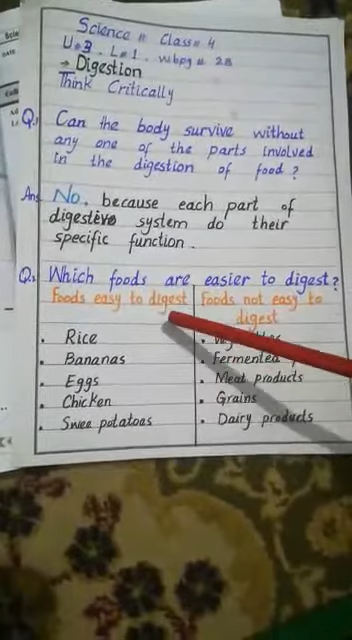 Science = Class = 4
U = 3 . L = 1 . wbpg = 28
→ Digestion
Think Critically
Q: Can the body survive without
any one of the parts involved
in the digestion of food?
Ans No. because each part of
digestive system do their
specific function.
Q: Which foods are easier to digest?
Foods easy to digest
• Rice
• Bananas
• Eggs
• Chicken
• Swee potatoes
Foods not easy to
digest
• Fermented
• Meat products
• Grains
• Dairy products